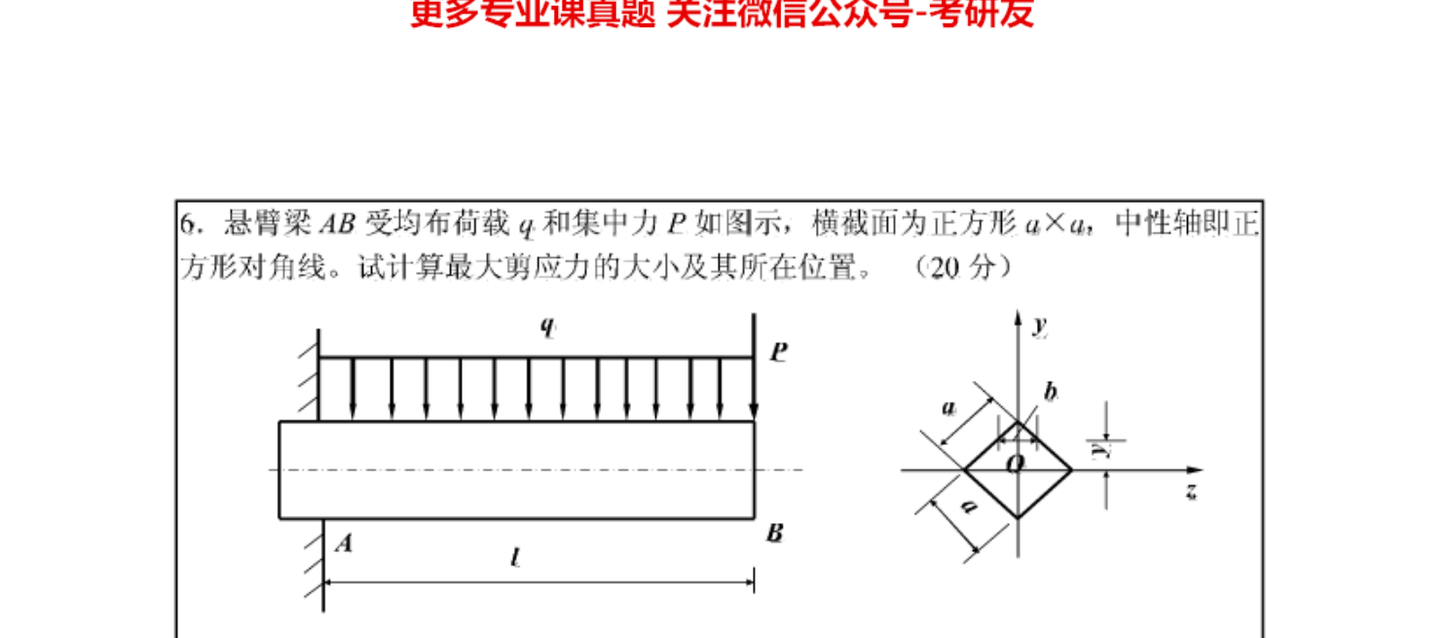 更多专业课真题 关注微信公众号-考研发
6. 悬臂梁 AB 受均布荷载 q 和集中力 P 如图示，横截面为正方形 a×a，中性轴即正
方形对角线。试计算最大剪应力的大小及其所在位置。 （20 分）
q
P
A
B
l
y
b
a
y
O
z
a